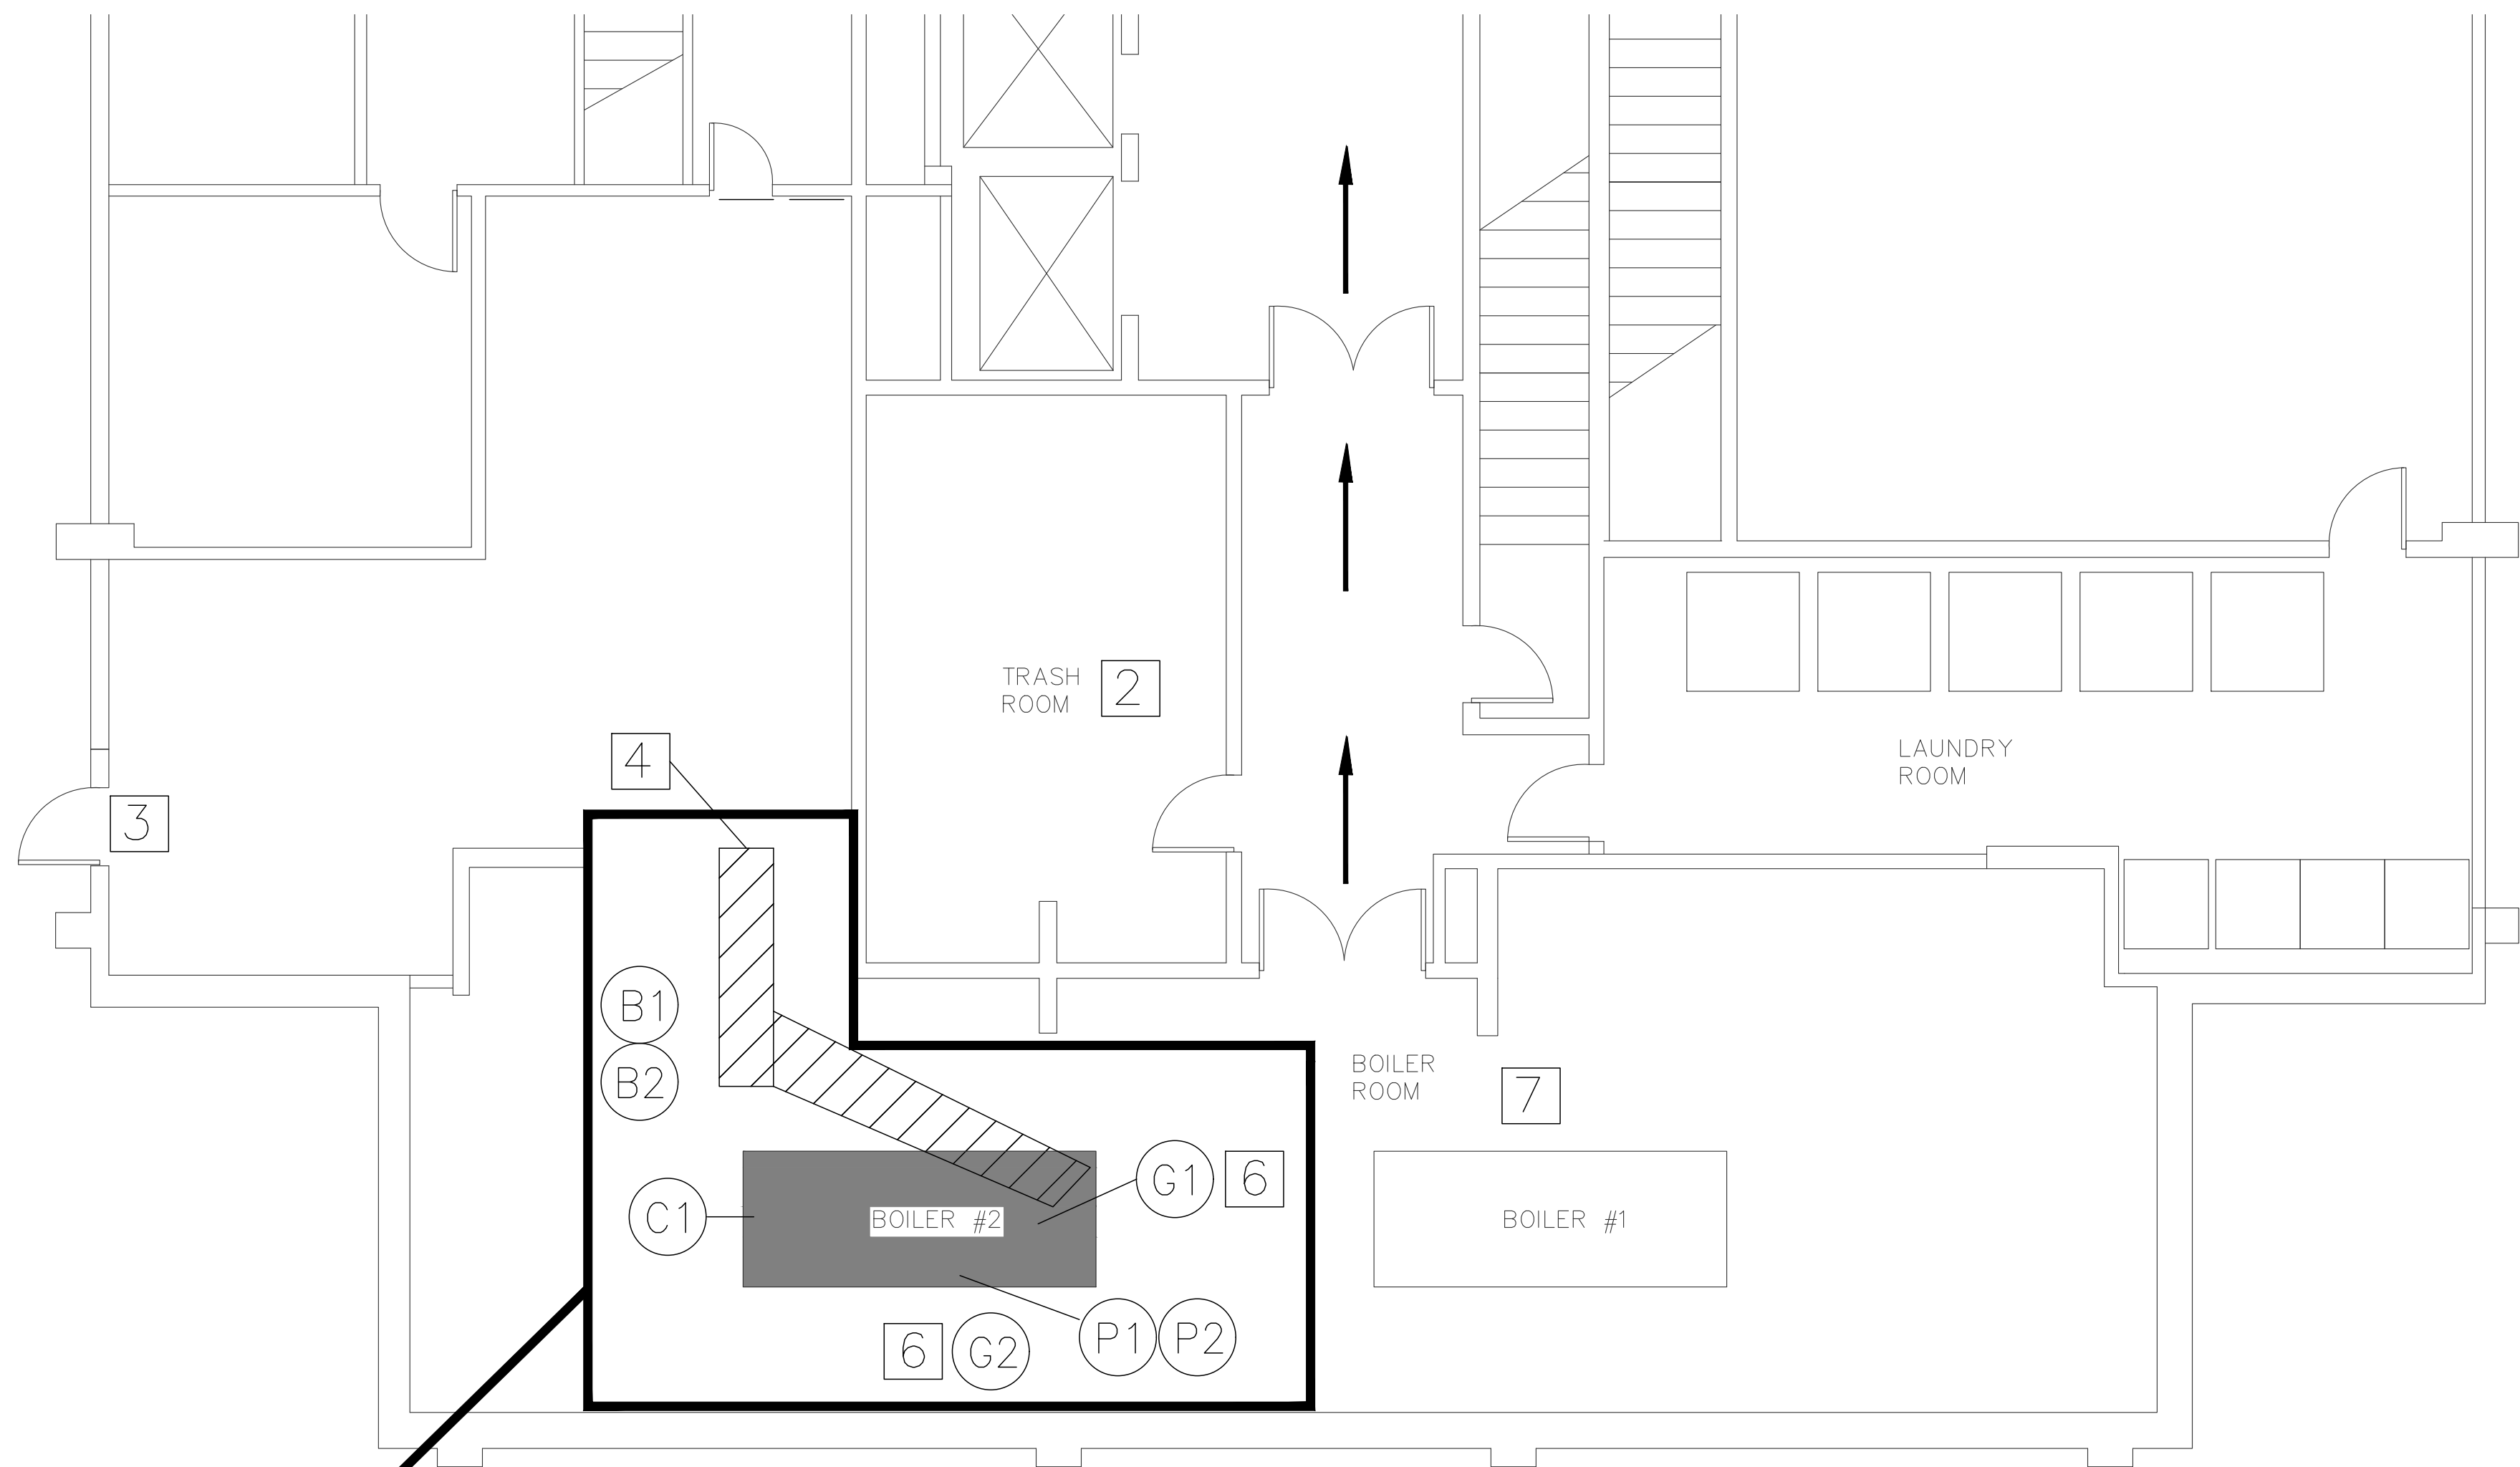 TRASH
ROOM
2
4
LAUNDRY
ROOM
3
B1
B2
BOILER
ROOM
7
C1
BOILER #2
G1
6
BOILER #1
6
G2
P1
P2